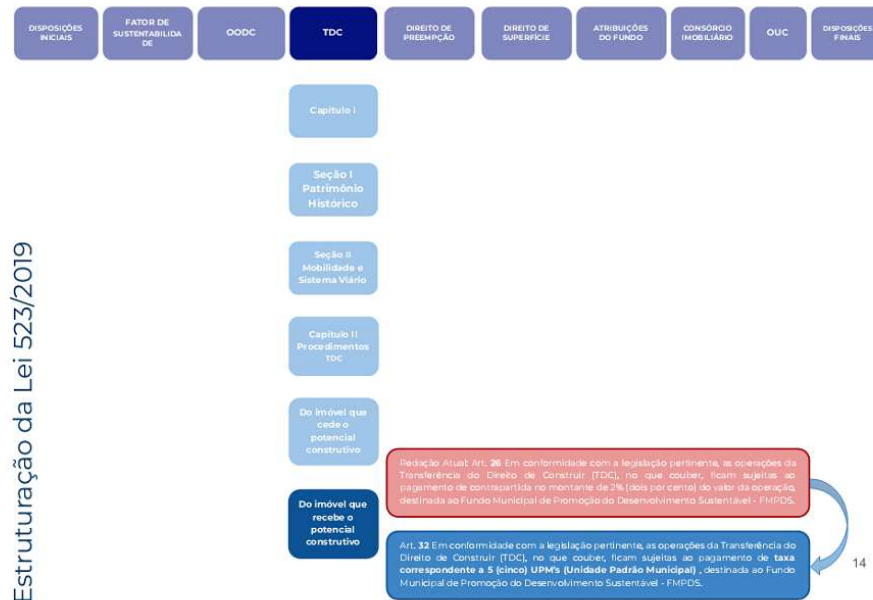 DISPOSIÇÕES
INICIAIS
FATOR DE
SUSTENTABILIDA
DE
OODC
TDC
DIREITO DE
PREEMPÇÃO
DIREITO DE
SUPERFÍCIE
ATRIBUIÇÕES
DO FUNDO
CONSÓRCIO
IMOBILIÁRIO
OUC
DISPOSIÇÕES
FINAIS
Estruturação da Lei 523/2019
Capítulo I
Seção I
Patrimônio
Histórico
Seção II
Mobilidade e
Sistema Viário
Capítulo II
Procedimentos
TDC
Do imóvel que
cede o
potencial
construtivo
Do imóvel que
recebe o
potencial
construtivo
Redação Atual: Art. 26 Em conformidade com a legislação pertinente, as operações da
Transferência do Direito de Construir (TDC), no que couber, ficam sujeitas ao
pagamento de contrapartida no montante de 2% (dois por cento) do valor da operação,
destinada ao Fundo Municipal de Promoção do Desenvolvimento Sustentável - FMPDS.
Art. 32 Em conformidade com a legislação pertinente, as operações da Transferência do
Direito de Construir (TDC), no que couber, ficam sujeitas ao pagamento de taxa
correspondente a 5 (cinco) UPM's (Unidade Padrão Municipal) , destinada ao Fundo
Municipal de Promoção do Desenvolvimento Sustentável - FMPDS.
14